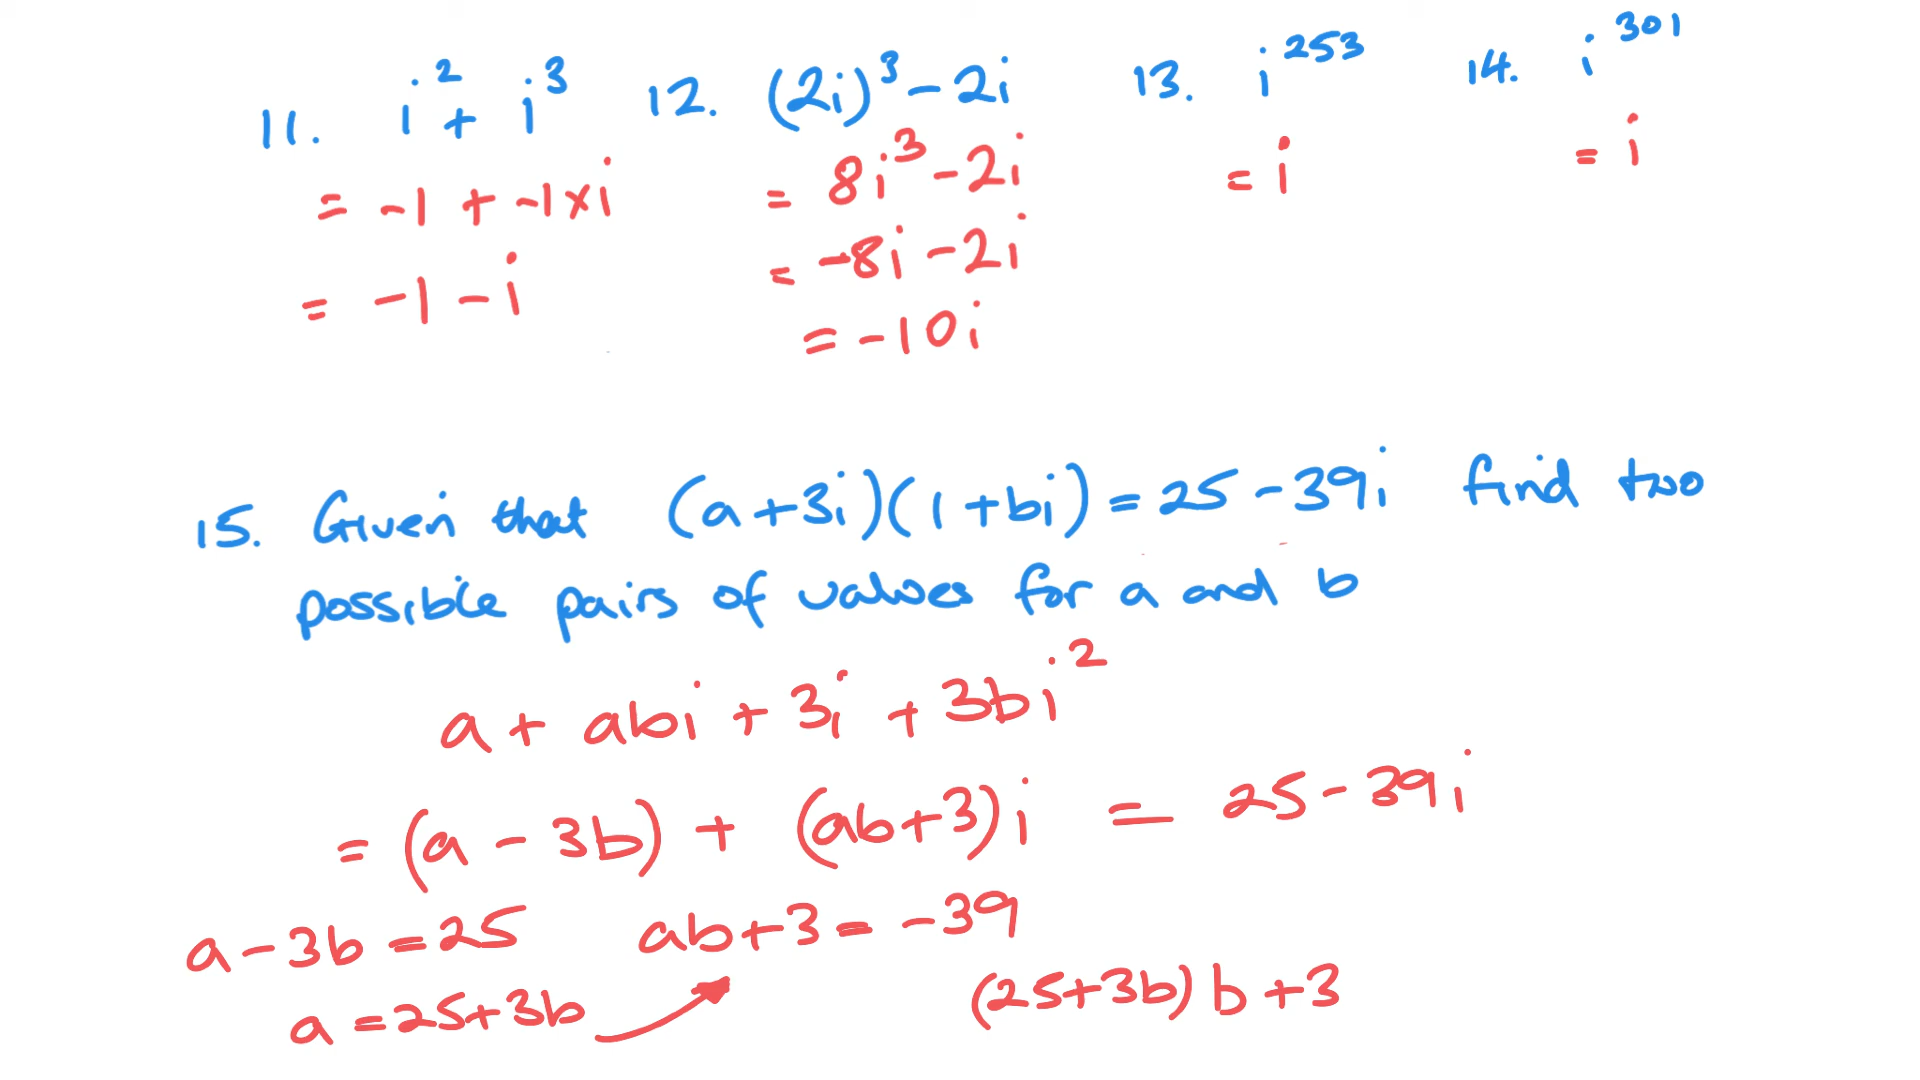 11. i² + i³
= -1 + -1×i
= -1 - i
12. (2i)³ - 2i
= 8i³ - 2i
= -8i - 2i
= -10i
13. i²⁵³
= i
14. i³⁰¹
= i
15. Given that (a+3i)(1+bi) = 25-39i find two
possible pairs of values for a and b
a + abi + 3i + 3bi²
= (a - 3b) + (ab+3)i = 25-39i
a-3b=25 ab+3=-39
a=25+3b (25+3b)b+3